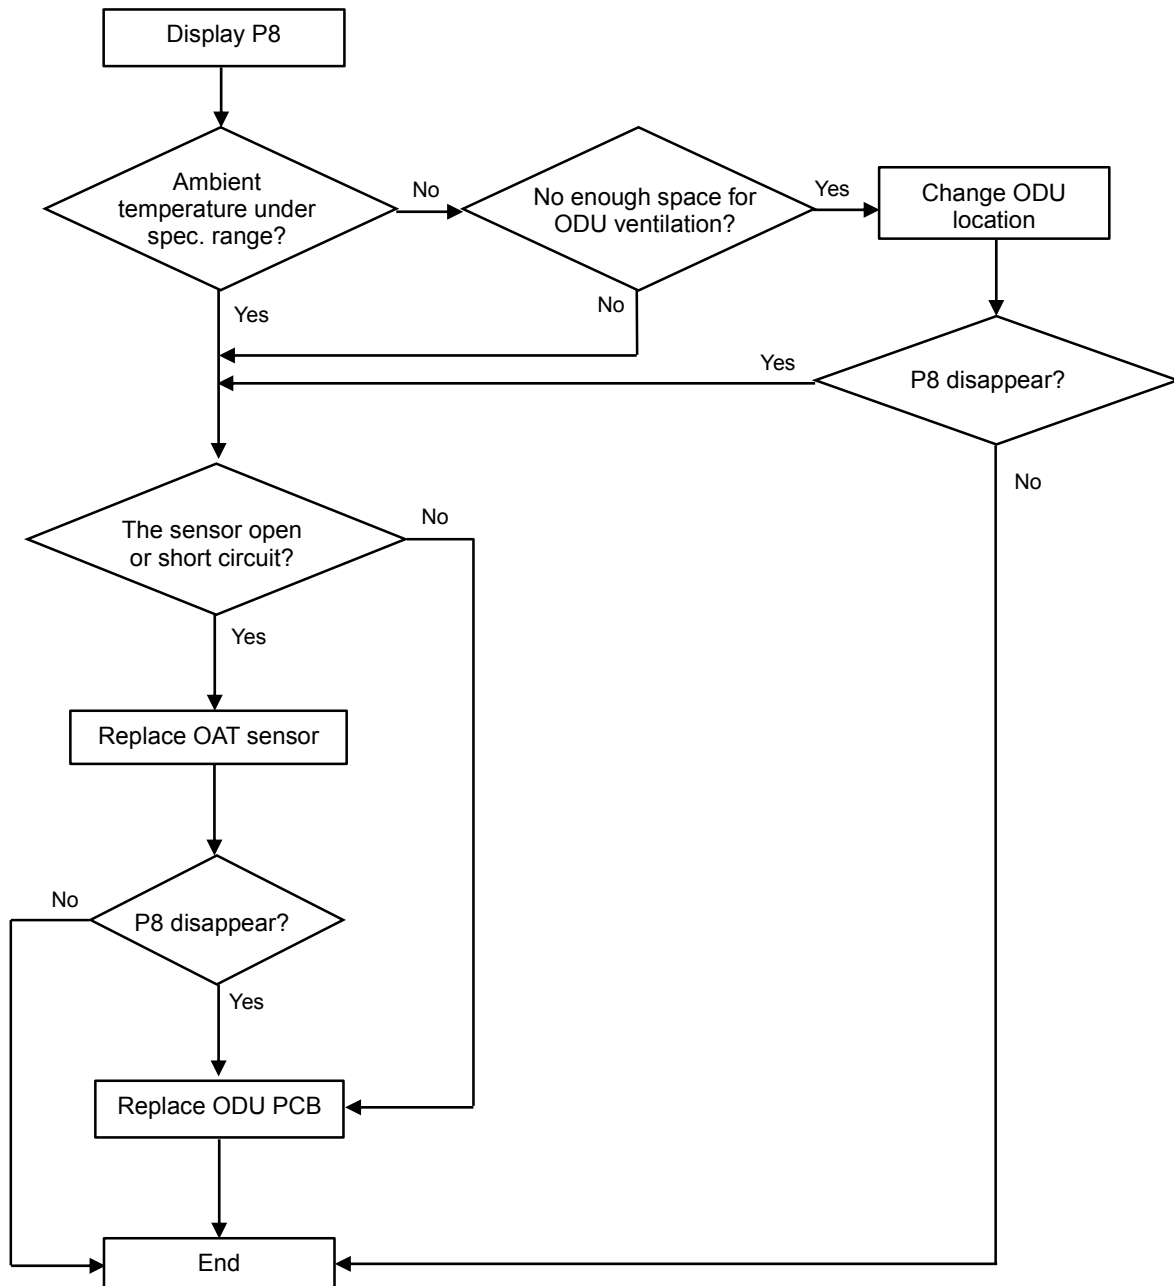 Display P8
Ambient
temperature under
spec. range?
No
No enough space for
ODU ventilation?
Yes
Change ODU
location
Yes
No
Yes
P8 disappear?
No
The sensor open
or short circuit?
No
Yes
Replace OAT sensor
No
P8 disappear?
Yes
Replace ODU PCB
End